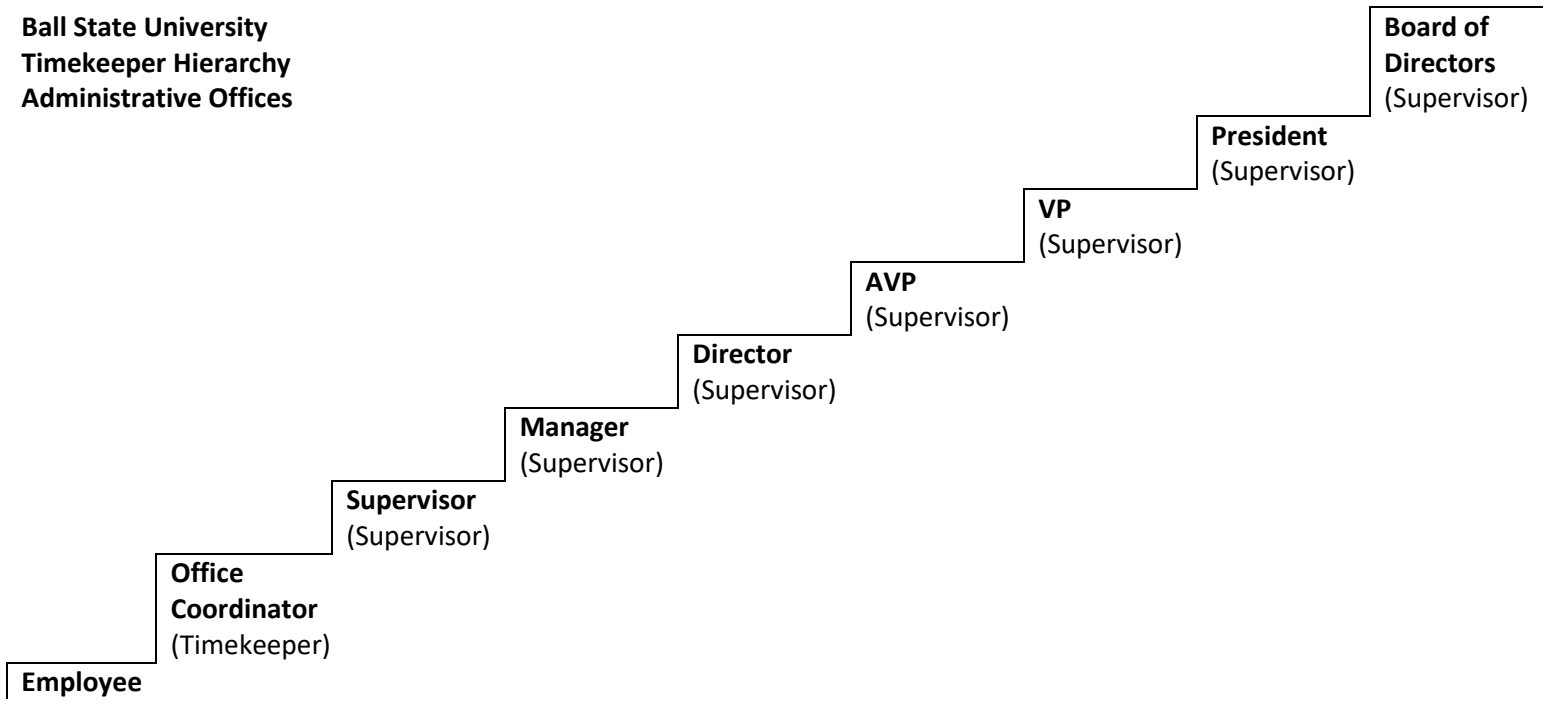 Ball State University
Timekeeper Hierarchy
Administrative Offices
Board of
Directors
(Supervisor)
President
(Supervisor)
VP
(Supervisor)
AVP
(Supervisor)
Director
(Supervisor)
Manager
(Supervisor)
Supervisor
(Supervisor)
Office
Coordinator
(Timekeeper)
Employee